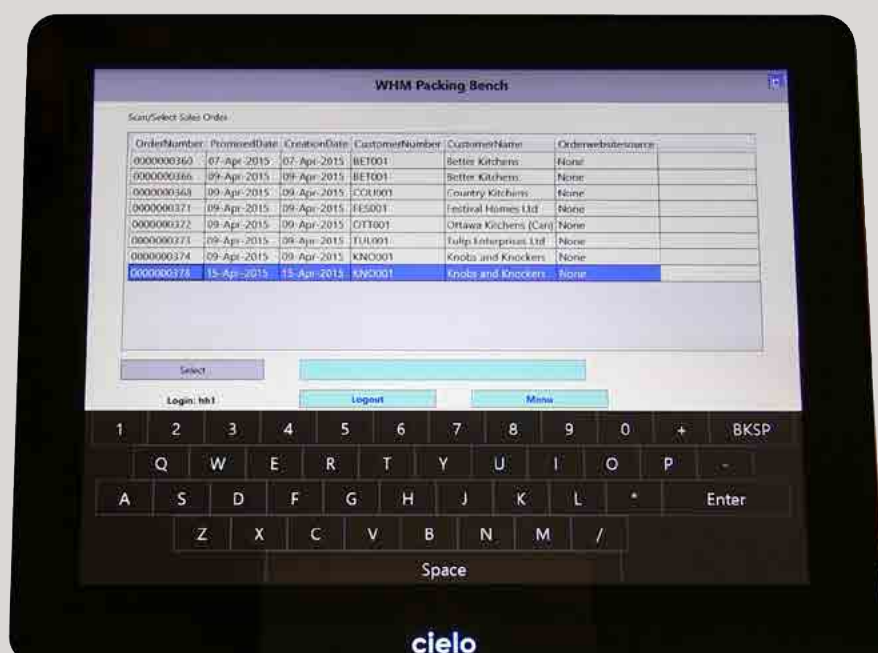 WHM Packing Bench
Scan/Select Sales Order
OrderNumber PromisedDate CreationDate CustomerNumber CustomerName Orderwebsitesource
0000000360 07-Apr-2015 07-Apr-2015 BET001 Better Kitchens None
0000000366 09-Apr-2015 09-Apr-2015 BET001 Better Kitchens None
0000000368 09-Apr-2015 09-Apr-2015 COU001 Country Kitchens None
0000000371 09-Apr-2015 09-Apr-2015 FES001 Festival Homes Ltd None
0000000372 09-Apr-2015 09-Apr-2015 OTT001 Ottawa Kitchens (Can) None
0000000373 09-Apr-2015 09-Apr-2015 TUL001 Tulip Enterprises Ltd None
0000000374 09-Apr-2015 09-Apr-2015 KNO001 Knobs and Knockers None
0000000378 15-Apr-2015 15-Apr-2015 KNO001 Knobs and Knockers None
Select
Login: hh1 Logout Menu
1 2 3 4 5 6 7 8 9 0 + BKSP
Q W E R T Y U I O P -
A S D F G H J K L * Enter
Z X C V B N M /
Space
cielo